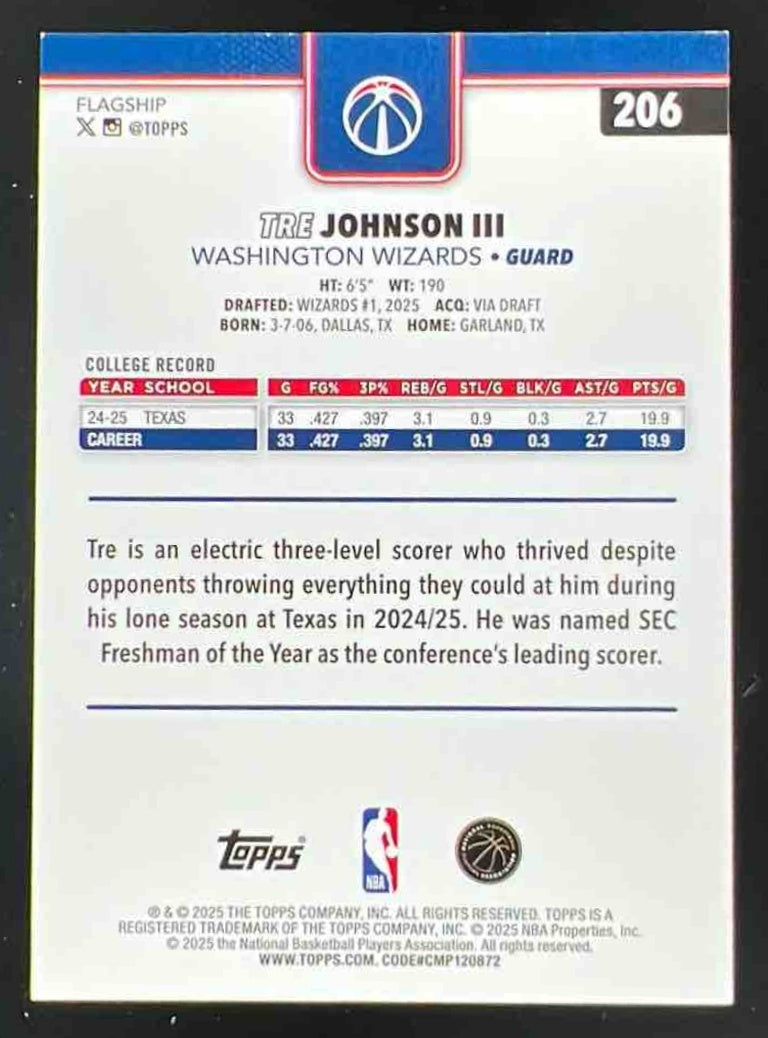 FLAGSHIP
@TOPPS
206
TRE JOHNSON III
WASHINGTON WIZARDS • GUARD
HT: 6'5" WT: 190
DRAFTED: WIZARDS #1, 2025 ACQ: VIA DRAFT
BORN: 3-7-06, DALLAS, TX HOME: GARLAND, TX
COLLEGE RECORD
YEAR SCHOOL G FG% 3P% REB/G STL/G BLK/G AST/G PTS/G
24-25 TEXAS 33 .427 .397 3.1 0.9 0.3 2.7 19.9
CAREER 33 .427 .397 3.1 0.9 0.3 2.7 19.9
Tre is an electric three-level scorer who thrived despite
opponents throwing everything they could at him during
his lone season at Texas in 2024/25. He was named SEC
Freshman of the Year as the conference's leading scorer.
Topps® NBA
® & © 2025 THE TOPPS COMPANY, INC. ALL RIGHTS RESERVED. TOPPS IS A
REGISTERED TRADEMARK OF THE TOPPS COMPANY, INC. © 2025 NBA Properties, Inc.
© 2025 the National Basketball Players Association. All rights reserved.
WWW.TOPPS.COM. CODE#CMP120872